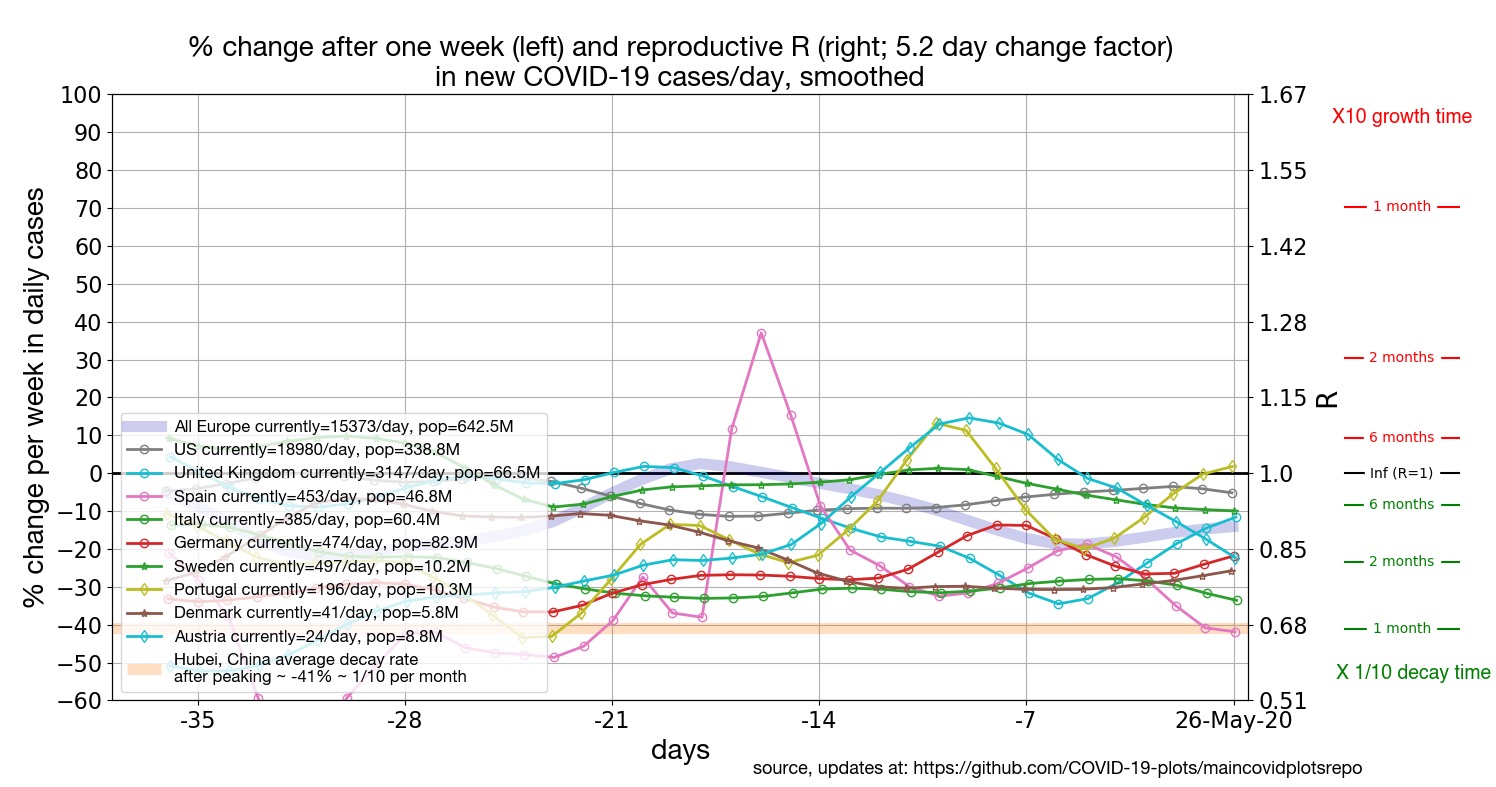 % change after one week (left) and reproductive R (right; 5.2 day change factor)
in new COVID-19 cases/day, smoothed
% change per week in daily cases
100
90
80
70
60
50
40
30
20
10
0
−10
−20
−30
−40
−50
−60
All Europe currently=15373/day, pop=642.5M
US currently=18980/day, pop=338.8M
United Kingdom currently=3147/day, pop=66.5M
Spain currently=453/day, pop=46.8M
Italy currently=385/day, pop=60.4M
Germany currently=474/day, pop=82.9M
Sweden currently=497/day, pop=10.2M
Portugal currently=196/day, pop=10.3M
Denmark currently=41/day, pop=5.8M
Austria currently=24/day, pop=8.8M
Hubei, China average decay rate
after peaking ~ -41% ~ 1/10 per month
-35
-28
-21
-14
-7
26-May-20
days
1.67
1.55
1.42
1.28
1.15
1.0
0.85
0.68
0.51
R
X10 growth time
1 month
2 months
6 months
Inf (R=1)
6 months
2 months
1 month
X 1/10 decay time
source, updates at: https://github.com/COVID-19-plots/maincovidplotsrepo